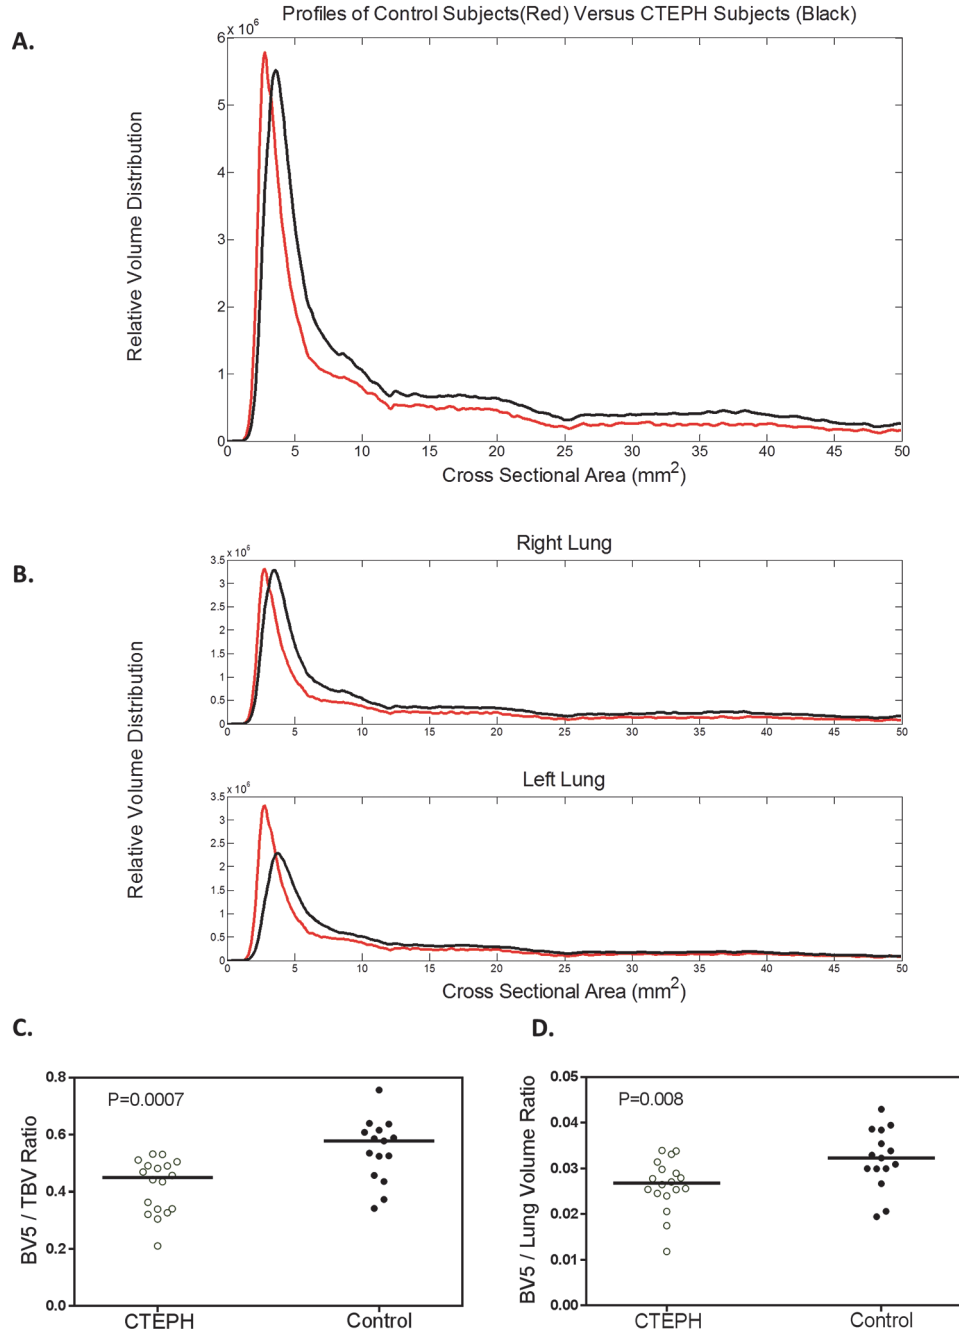 Profiles of Control Subjects(Red) Versus CTEPH Subjects (Black)
A.
x 10^6
6
5
4
3
2
1
0
Relative Volume Distribution
0 5 10 15 20 25 30 35 40 45 50
Cross Sectional Area (mm^2)
B.
Right Lung
x 10^6
3.5
3
2.5
2
1.5
1
0.5
0
0 5 10 15 20 25 30 35 40 45 50
Relative Volume Distribution
Left Lung
x 10^6
3.5
3
2.5
2
1.5
1
0.5
0
0 5 10 15 20 25 30 35 40 45 50
Cross Sectional Area (mm^2)
C.
BV5 / TBV Ratio
0.8
0.6
0.4
0.2
0.0
P=0.0007
CTEPH Control
D.
BV5 / Lung Volume Ratio
0.05
0.04
0.03
0.02
0.01
0.00
P=0.008
CTEPH Control